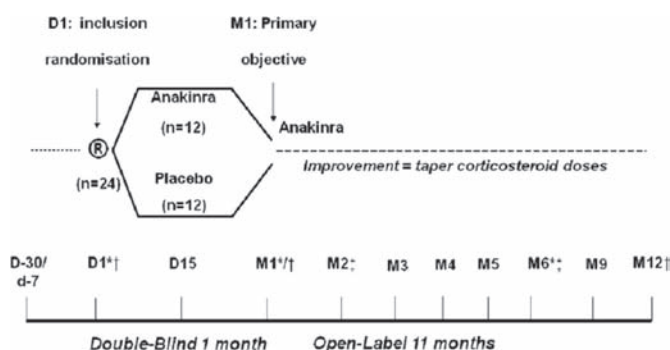 D1: inclusion
randomisation
M1: Primary
objective
Anakinra
(n=12)
Anakinra
R
(n=24)
Placebo
(n=12)
Improvement = taper corticosteroid doses
D-30/
d-7
D1*†
D15
M1*/†
M2‡
M3
M4
M5
M6*‡
M9
M12†
Double-Blind 1 month
Open-Label 11 months